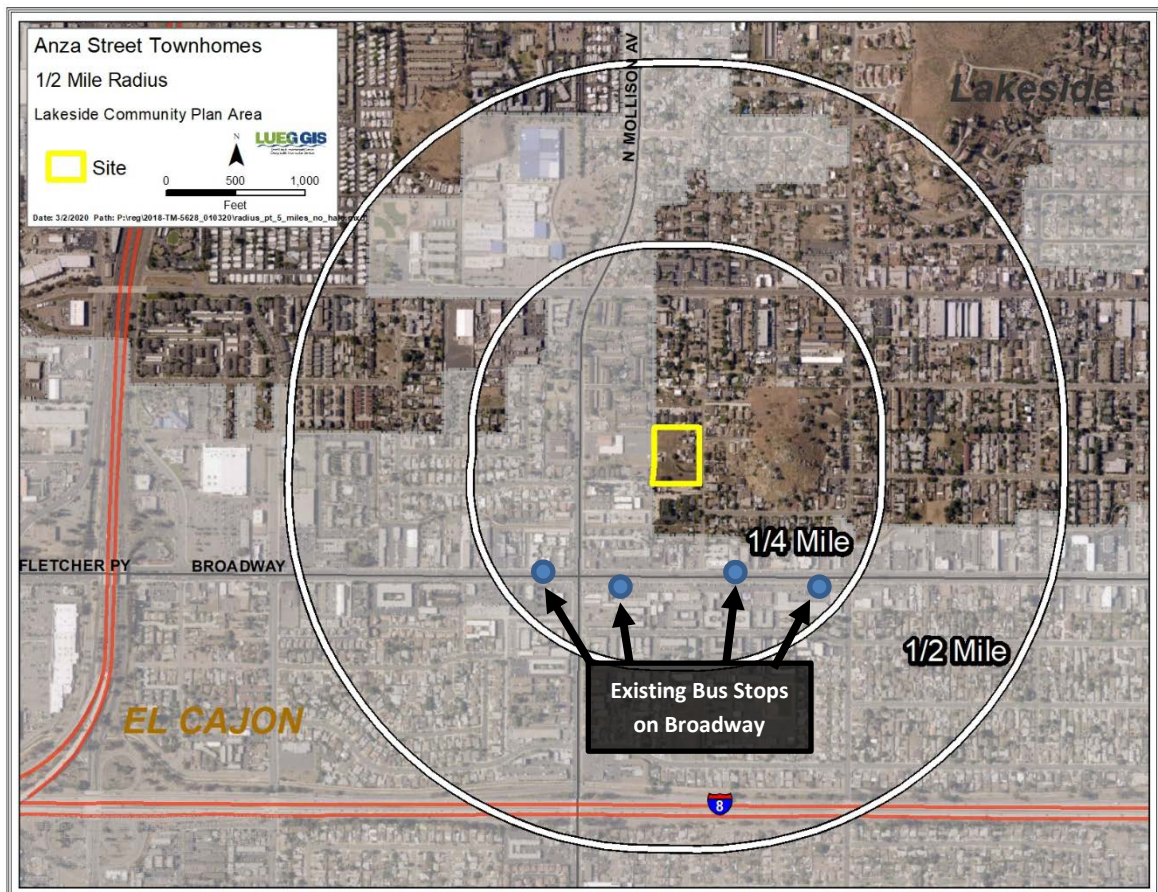 Anza Street Townhomes
1/2 Mile Radius
Lakeside Community Plan Area
N
LUEG GIS
Site
0 500 1,000
Feet
Date: 3/2/2020 Path: P:\reg\2018-TM-5628_010320\radius_pt_5_miles_no_half.mxd
N MOLLISON AV
Lakeside
1/4 Mile
FLETCHER PY
BROADWAY
1/2 Mile
Existing Bus Stops
on Broadway
EL CAJON
8